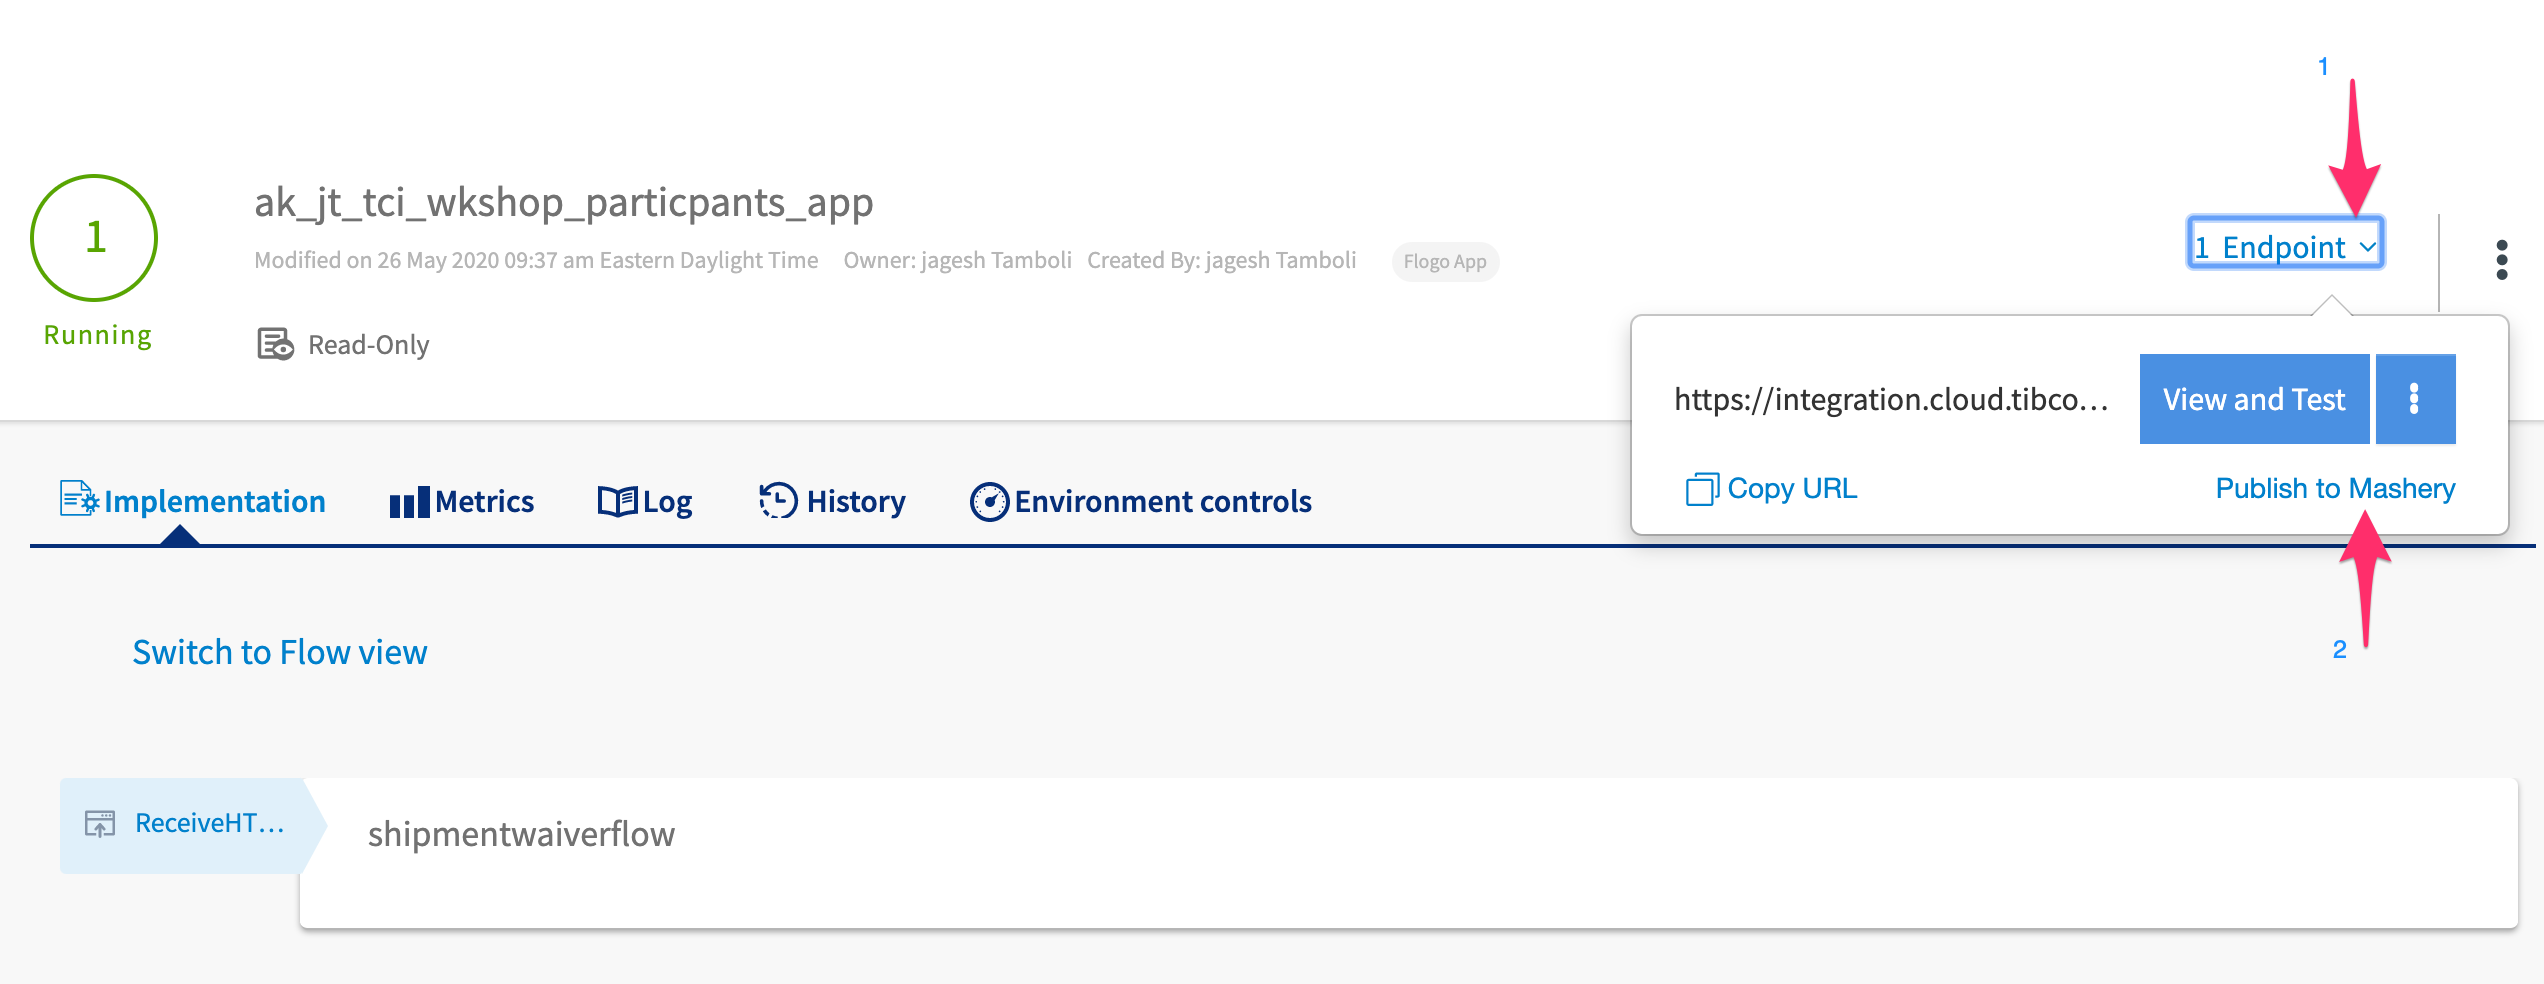 1
1
ak_jt_tci_wkshop_particpants_app
1 Endpoint
Modified on 26 May 2020 09:37 am Eastern Daylight Time Owner: jagesh Tamboli Created By: jagesh Tamboli Flogo App
Running
Read-Only
https://integration.cloud.tibco...
View and Test
Copy URL
Publish to Mashery
Implementation Metrics Log History Environment controls
2
Switch to Flow view
ReceiveHT...
shipmentwaiverflow